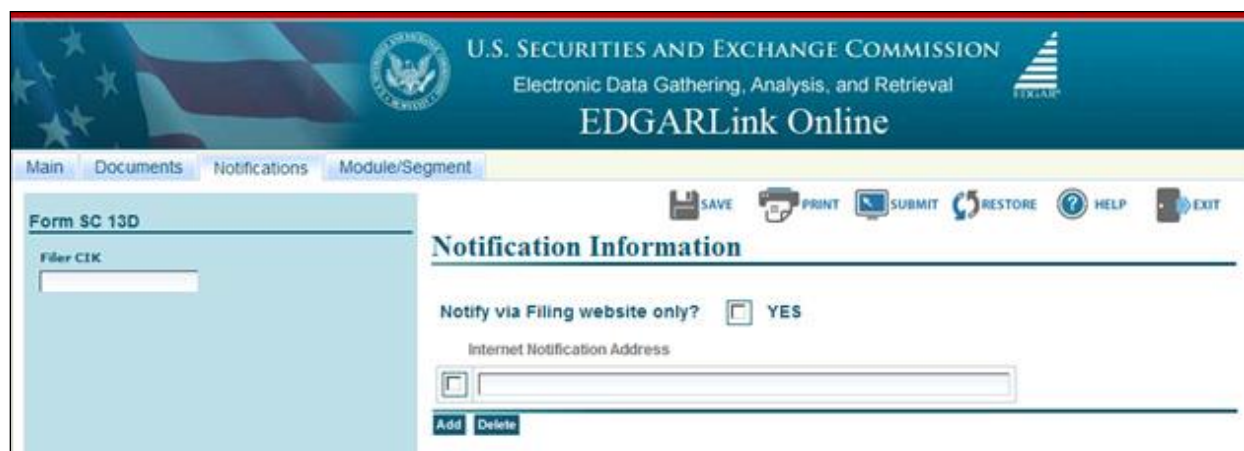 U.S. SECURITIES AND EXCHANGE COMMISSION
Electronic Data Gathering, Analysis, and Retrieval
EDGAR
EDGARLink Online
Main Documents Notifications Module/Segment
SAVE PRINT SUBMIT RESTORE HELP EXIT
Form SC 13D
Filer CIK
Notification Information
Notify via Filing website only? YES
Internet Notification Address
Add Delete